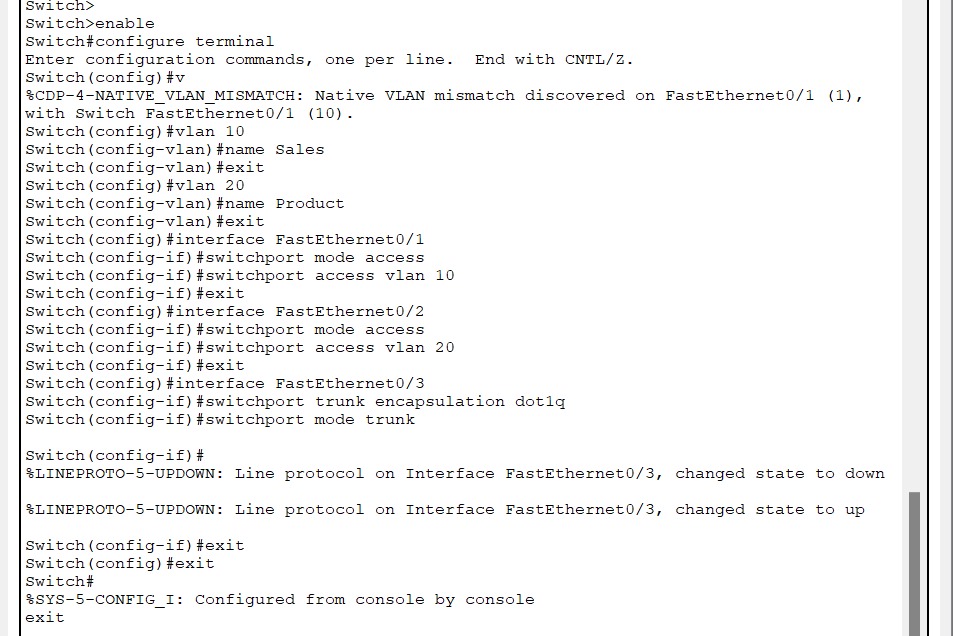 Switch>
Switch>enable
Switch#configure terminal
Enter configuration commands, one per line.  End with CNTL/Z.
Switch(config)#v
%CDP-4-NATIVE_VLAN_MISMATCH: Native VLAN mismatch discovered on FastEthernet0/1 (1),
with Switch FastEthernet0/1 (10).
Switch(config)#vlan 10
Switch(config-vlan)#name Sales
Switch(config-vlan)#exit
Switch(config)#vlan 20
Switch(config-vlan)#name Product
Switch(config-vlan)#exit
Switch(config)#interface FastEthernet0/1
Switch(config-if)#switchport mode access
Switch(config-if)#switchport access vlan 10
Switch(config-if)#exit
Switch(config)#interface FastEthernet0/2
Switch(config-if)#switchport mode access
Switch(config-if)#switchport access vlan 20
Switch(config-if)#exit
Switch(config)#interface FastEthernet0/3
Switch(config-if)#switchport trunk encapsulation dot1q
Switch(config-if)#switchport mode trunk
Switch(config-if)#
%LINEPROTO-5-UPDOWN: Line protocol on Interface FastEthernet0/3, changed state to down
%LINEPROTO-5-UPDOWN: Line protocol on Interface FastEthernet0/3, changed state to up
Switch(config-if)#exit
Switch(config)#exit
Switch#
%SYS-5-CONFIG_I: Configured from console by console
exit